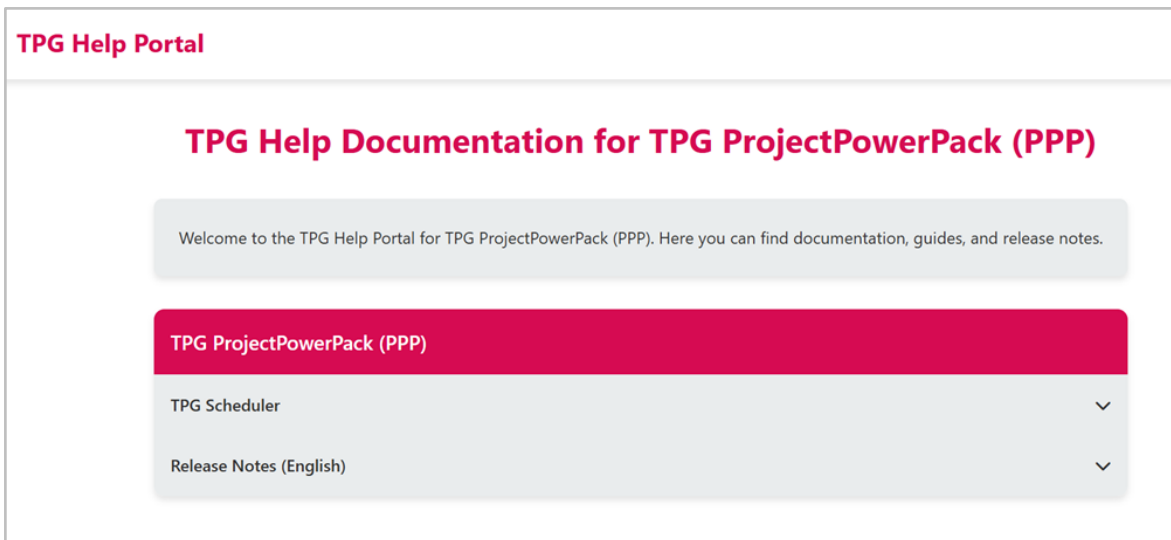 TPG Help Portal
TPG Help Documentation for TPG ProjectPowerPack (PPP)
Welcome to the TPG Help Portal for TPG ProjectPowerPack (PPP). Here you can find documentation, guides, and release notes.
TPG ProjectPowerPack (PPP)
TPG Scheduler
Release Notes (English)